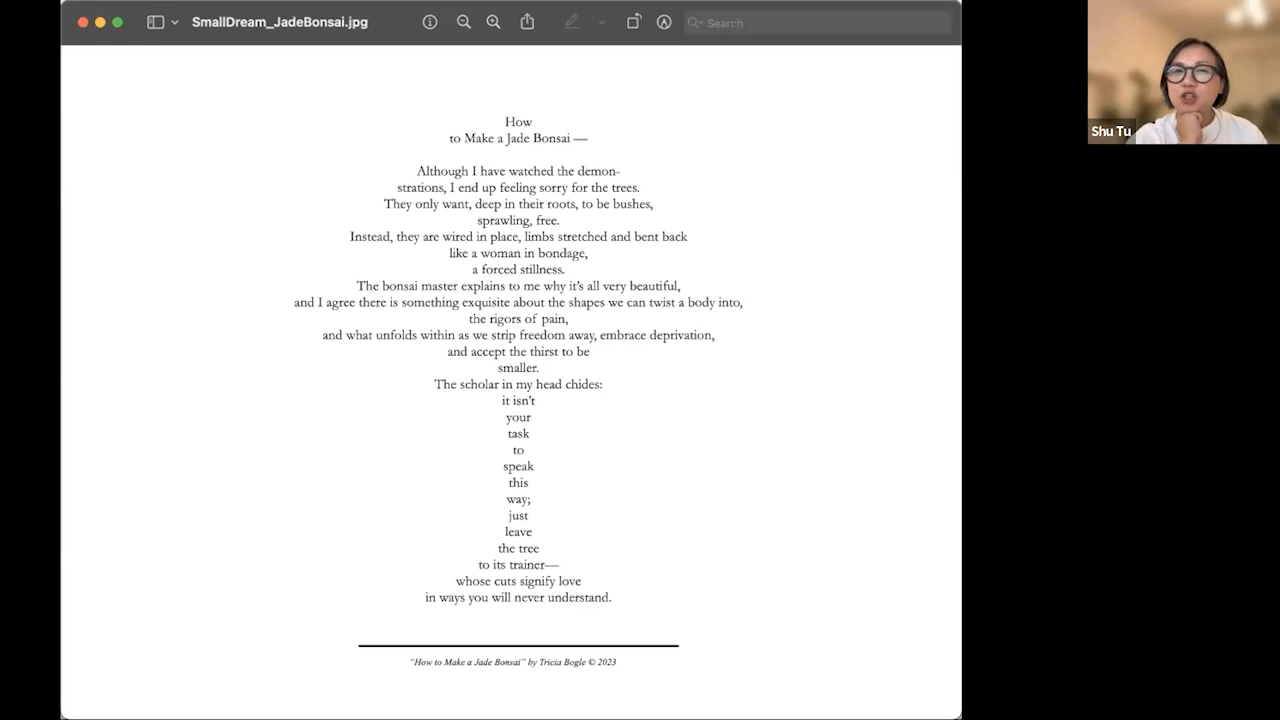 SmallDream_JadeBonsai.jpg
Search
Shu Tu
How
to Make a Jade Bonsai —
Although I have watched the demon-
strations, I end up feeling sorry for the trees.
They only want, deep in their roots, to be bushes,
sprawling, free.
Instead, they are wired in place, limbs stretched and bent back
like a woman in bondage,
a forced stillness.
The bonsai master explains to me why it's all very beautiful,
and I agree there is something exquisite about the shapes we can twist a body into,
the rigors of pain,
and what unfolds within as we strip freedom away, embrace deprivation,
and accept the thirst to be
smaller.
The scholar in my head chides:
it isn't
your
task
to
speak
this
way;
just
leave
the tree
to its trainer—
whose cuts signify love
in ways you will never understand.
"How to Make a Jade Bonsai" by Tricia Bogle © 2023